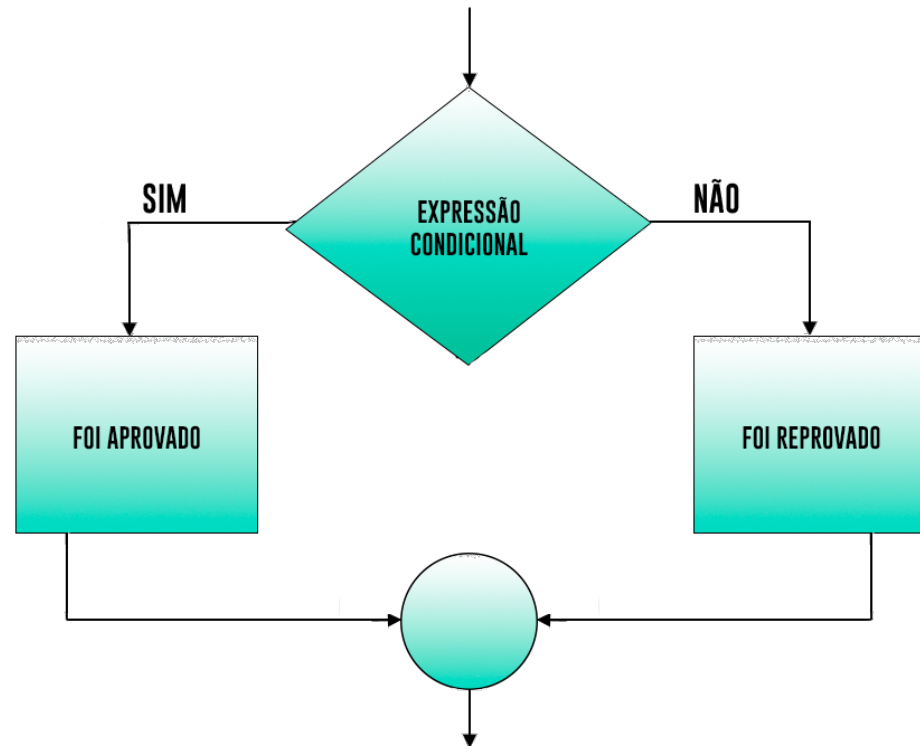 SIM
NÃO
EXPRESSÃO
CONDICIONAL
FOI APROVADO
FOI REPROVADO